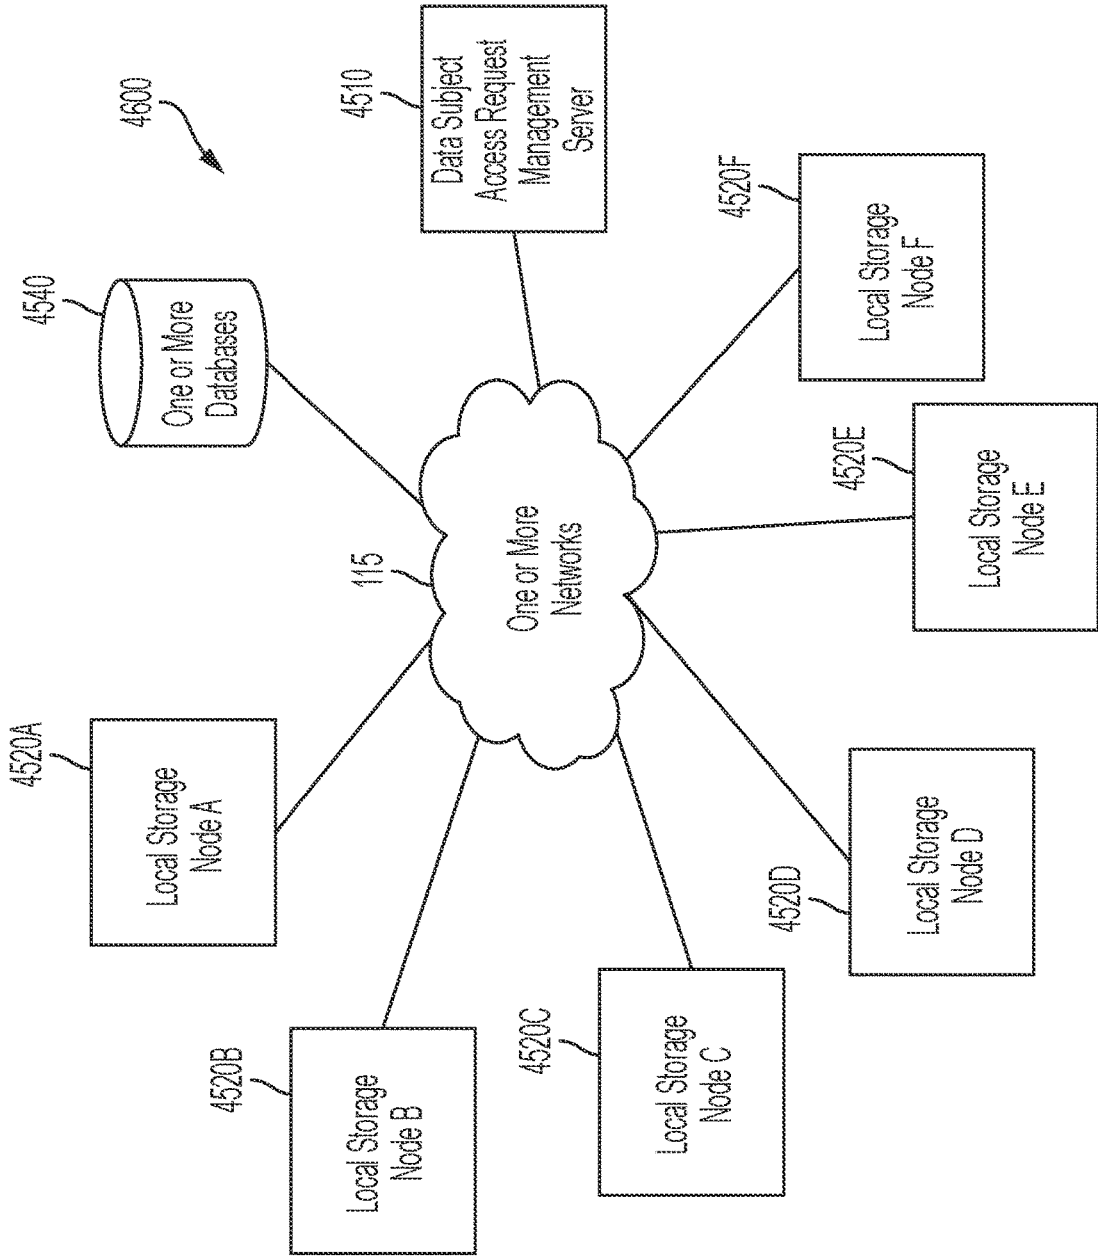 4600
4540
One or More
Databases
4510
Data Subject
Access Request
Management
Server
4520A
Local Storage
Node A
115
One or More
Networks
4520B
Local Storage
Node B
4520C
Local Storage
Node C
4520D
Local Storage
Node D
4520E
Local Storage
Node E
4520F
Local Storage
Node F